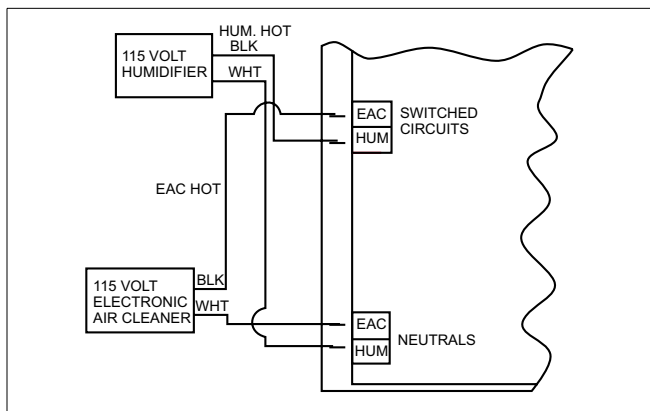 HUM. HOT
BLK
115 VOLT
HUMIDIFIER
WHT
EAC
HUM
SWITCHED
CIRCUITS
EAC HOT
115 VOLT
ELECTRONIC
AIR CLEANER
BLK
WHT
EAC
HUM
NEUTRALS